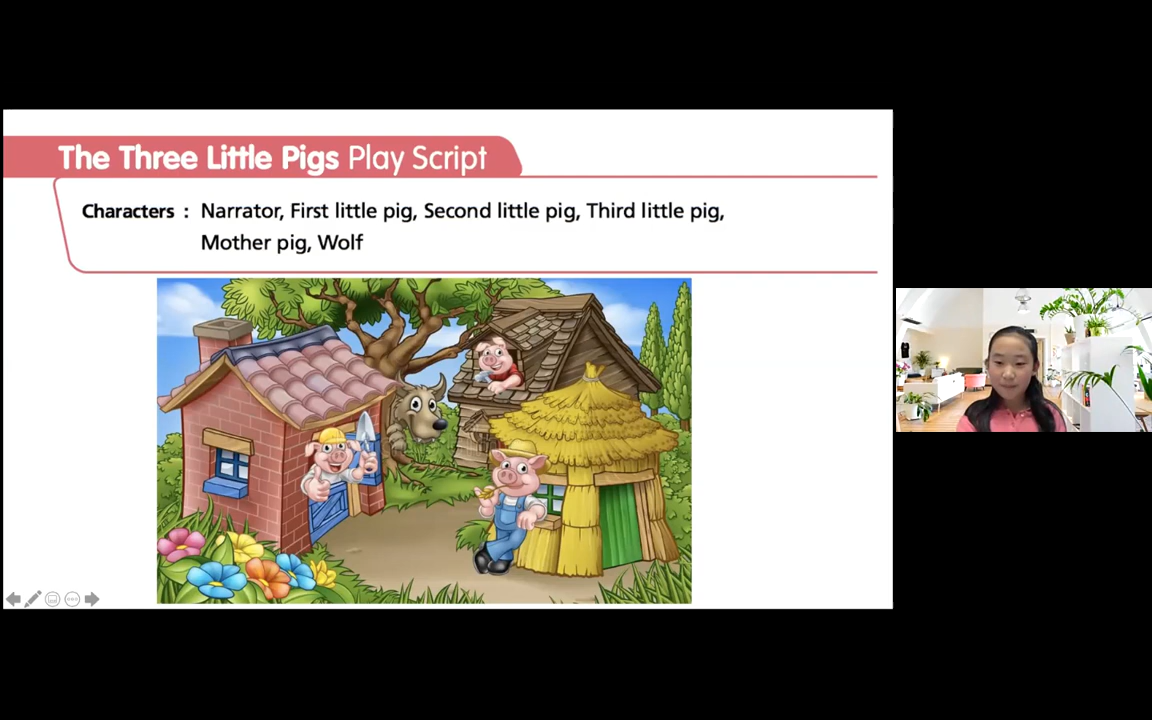 The Three Little Pigs Play Script
Characters : Narrator, First little pig, Second little pig, Third little pig,
Mother pig, Wolf